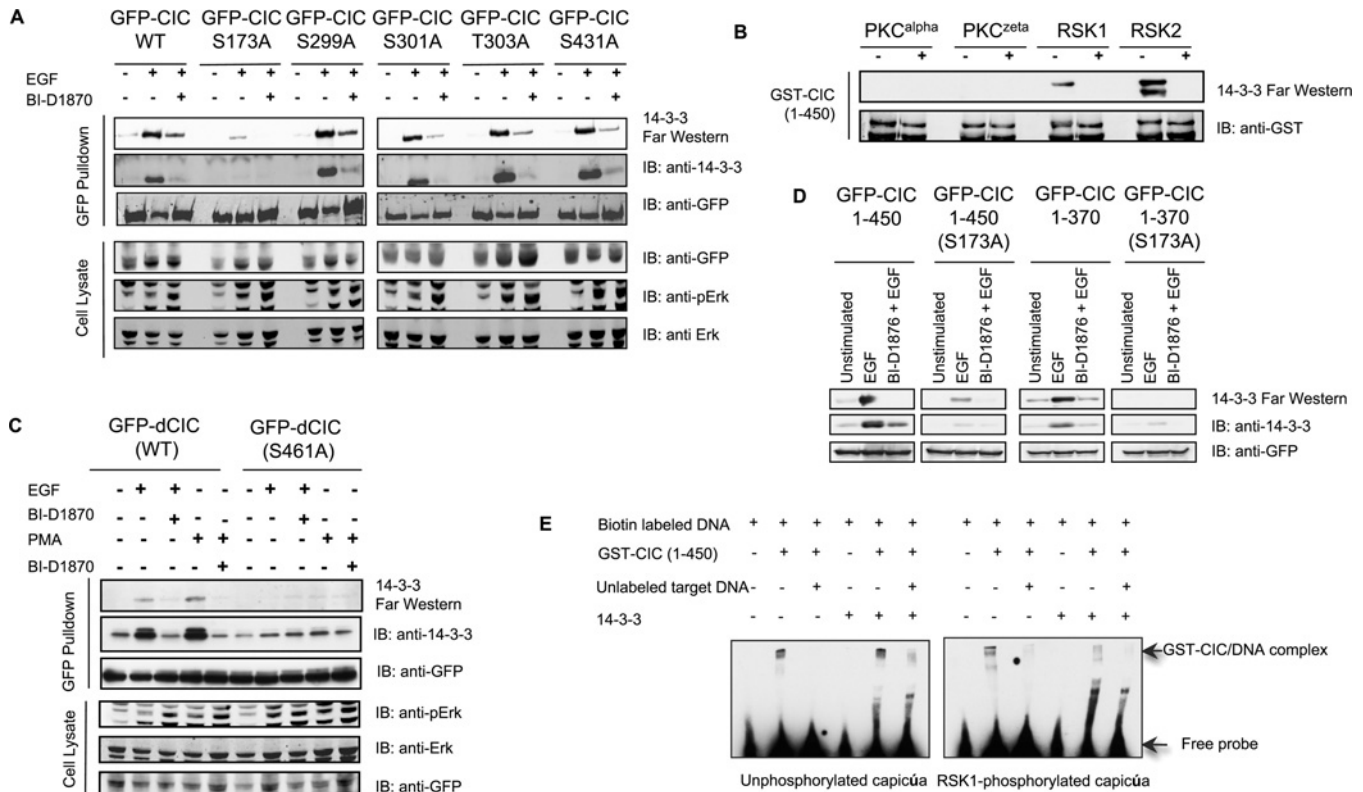 A
GFP-CIC GFP-CIC GFP-CIC GFP-CIC GFP-CIC GFP-CIC
WT S173A S299A S301A T303A S431A
EGF - + + - + + - + + - + + - + + - + +
BI-D1870 - - + - - + - - + - - + - - + - - +
GFP Pulldown
14-3-3
Far Western
IB: anti-14-3-3
IB: anti-GFP
Cell Lysate
IB: anti-GFP
IB: anti-pErk
IB: anti Erk
B
PKCalpha PKCzeta RSK1 RSK2
- + - + - + - +
GST-CIC
(1-450)
14-3-3 Far Western
IB: anti-GST
C
GFP-dCIC GFP-dCIC
(WT) (S461A)
EGF - + + - - - + + - -
BI-D1870 - - + - - - - + - -
PMA - - - + + - - - + +
BI-D1870 - - - - + - - - - +
GFP Pulldown
14-3-3
Far Western
IB: anti-14-3-3
IB: anti-GFP
Cell Lysate
IB: anti-pErk
IB: anti-Erk
IB: anti-GFP
D
GFP-CIC GFP-CIC GFP-CIC GFP-CIC
1-450 1-450 1-370 1-370
(S173A) (S173A)
Unstimulated EGF BI-D1876 + EGF Unstimulated EGF BI-D1876 + EGF Unstimulated EGF BI-D1876 + EGF Unstimulated EGF BI-D1876 + EGF
14-3-3 Far Western
IB: anti-14-3-3
IB: anti-GFP
E
Biotin labeled DNA + + + + + + + + + + + +
GST-CIC (1-450) - + + - + + - + + - + +
Unlabeled target DNA - - + - - + - - + - - +
14-3-3 - - - + + + - - - + + +
GST-CIC/DNA complex
Free probe
Unphosphorylated capicúa RSK1-phosphorylated capicúa